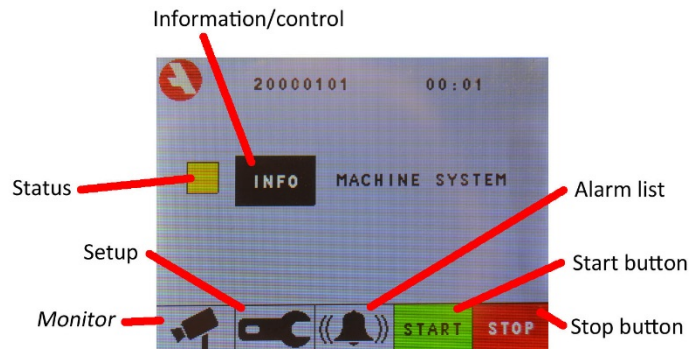 Information/control
20000101 00:01
Status
INFO MACHINE SYSTEM
Alarm list
Setup
Start button
Monitor
START STOP
Stop button